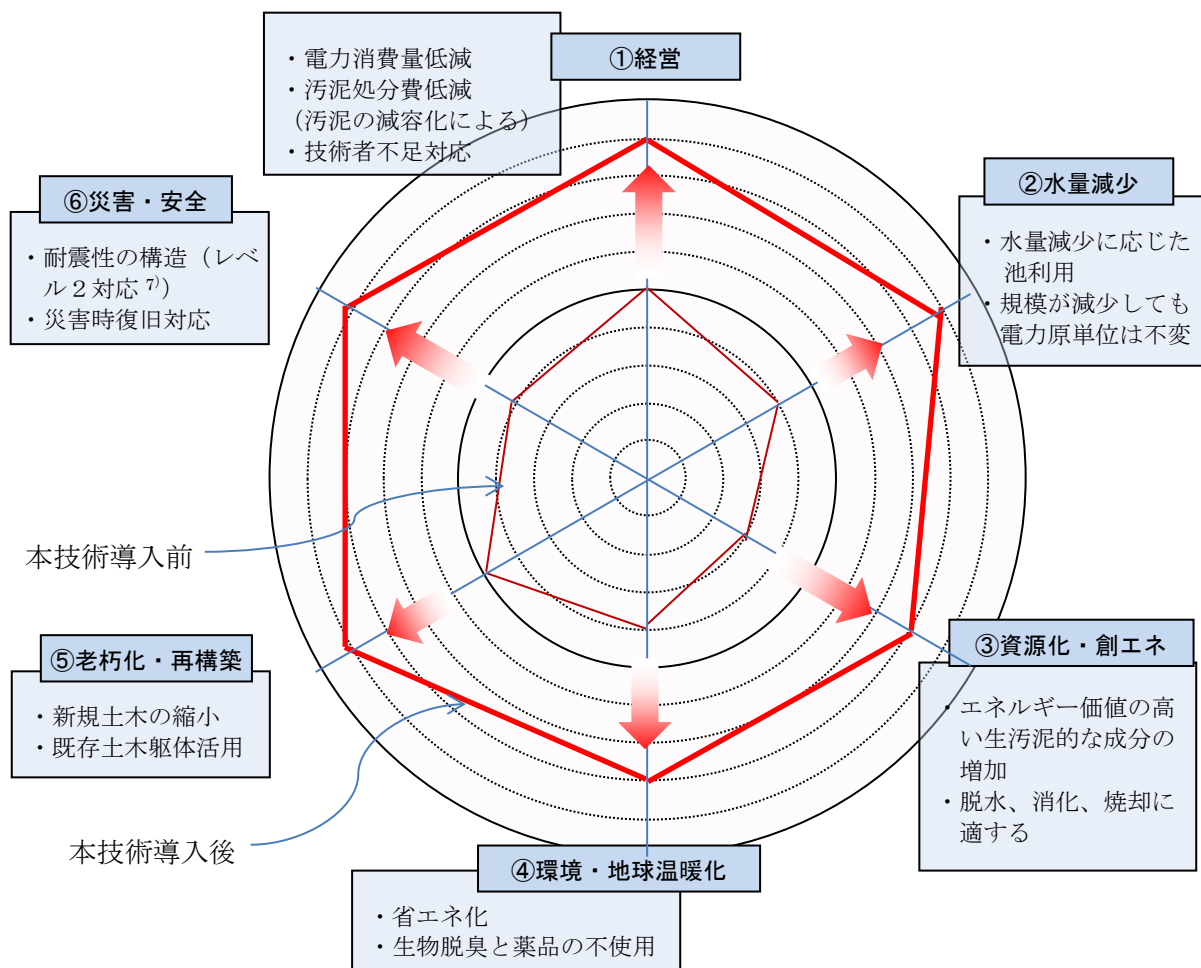 ①経営
・電力消費量低減
・汚泥処分費低減
（汚泥の減容化による）
・技術者不足対応
②水量減少
・水量減少に応じた
池利用
・規模が減少しても
電力原単位は不変
③資源化・創エネ
・エネルギー価値の高
い生汚泥的な成分の
増加
・脱水、消化、焼却に
適する
④環境・地球温暖化
・省エネ化
・生物脱臭と薬品の不使用
⑤老朽化・再構築
・新規土木の縮小
・既存土木躯体活用
⑥災害・安全
・耐震性の構造（レベ
ル２対応 7)）
・災害時復旧対応
本技術導入前
本技術導入後